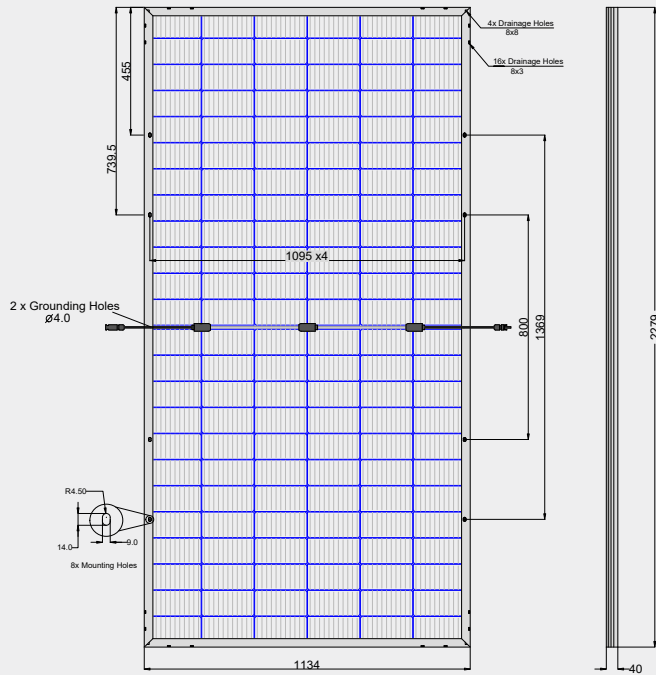 4x Drainage Holes
8x8
16x Drainage Holes
8x3
455
739.5
1095 x4
2 x Grounding Holes
Ø4.0
800
1369
2279
R4.50
14.0
9.0
8x Mounting Holes
1134
40